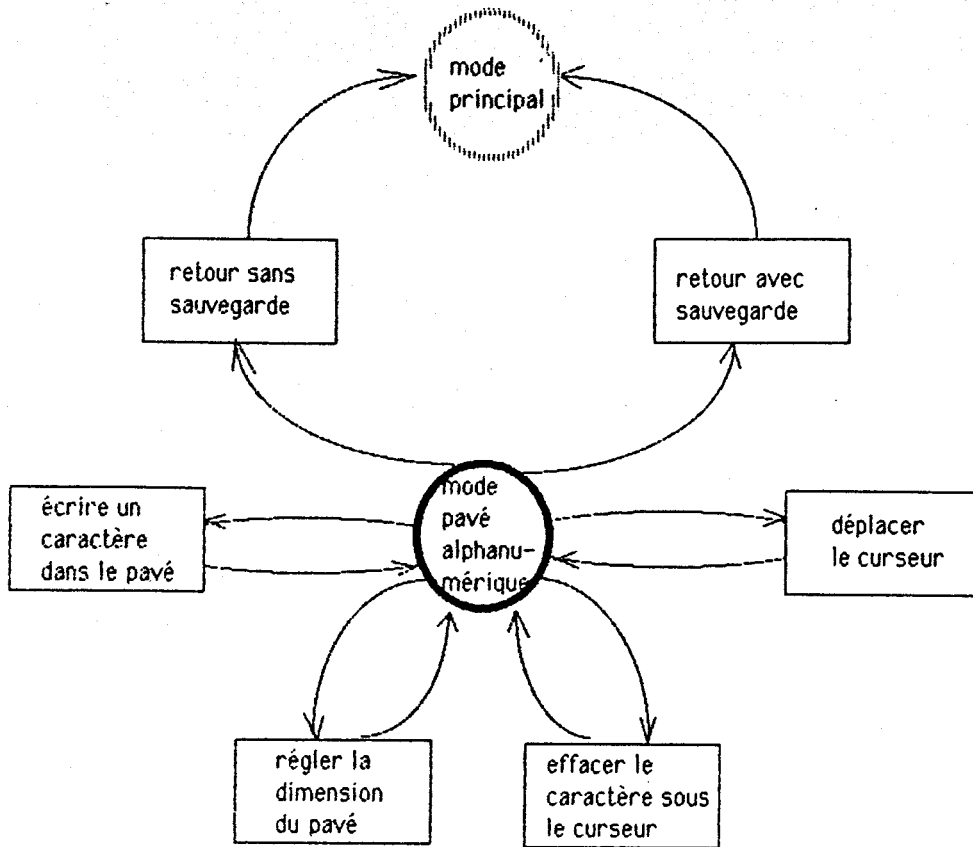 mode
principal
retour sans
sauvegarde
retour avec
sauvegarde
écrire un
caractère
dans le pavé
mode
pavé
alphanu-
mérique
déplacer
le curseur
régler la
dimension
du pavé
effacer le
caractère sous
le curseur